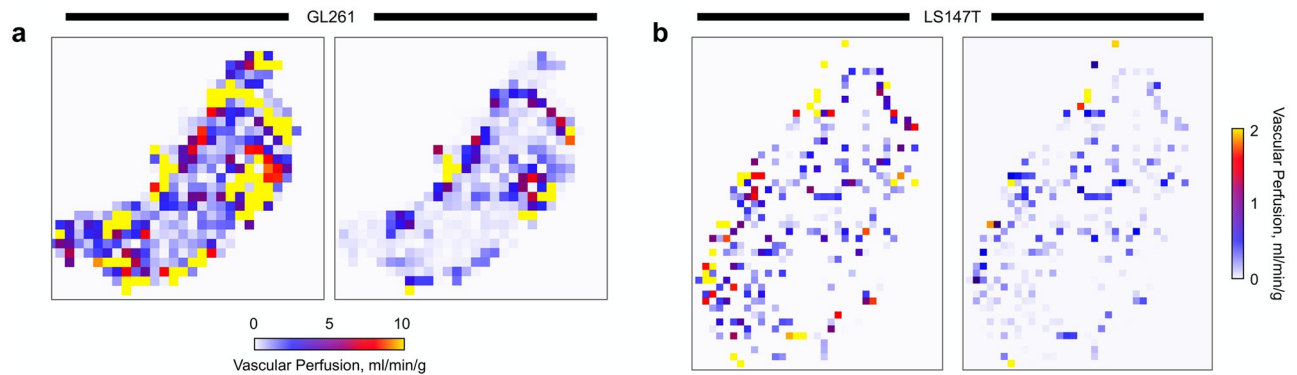 GL261
LS147T
a
b
0 5 10
Vascular Perfusion, ml/min/g
2
1
0
Vascular Perfusion, ml/min/g